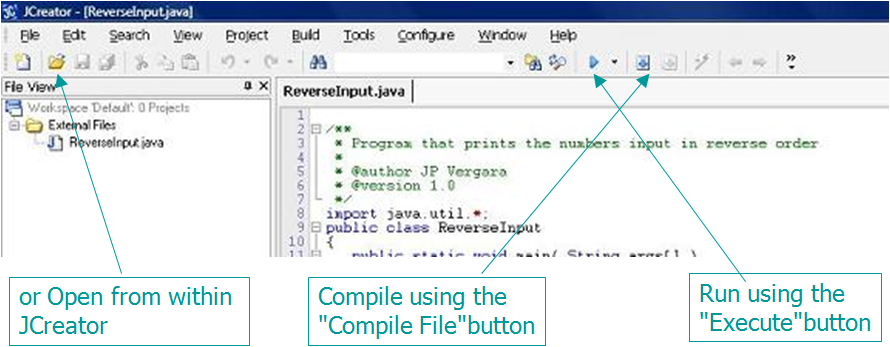 JCreator - [ReverseInput.java]
File Edit Search View Project Build Tools Configure Window Help
File View
Workspace 'Default': 0 Projects
External Files
ReverseInput.java
ReverseInput.java
1
2 /**
3 * Program that prints the numbers input in reverse order
4 *
5 * @author JP Vergara
6 * @version 1.0
7 */
8 import java.util.*;
9 public class ReverseInput
10 {
11 public static void main( String args[] )
or Open from within
JCreator
Compile using the
"Compile File"button
Run using the
"Execute"button